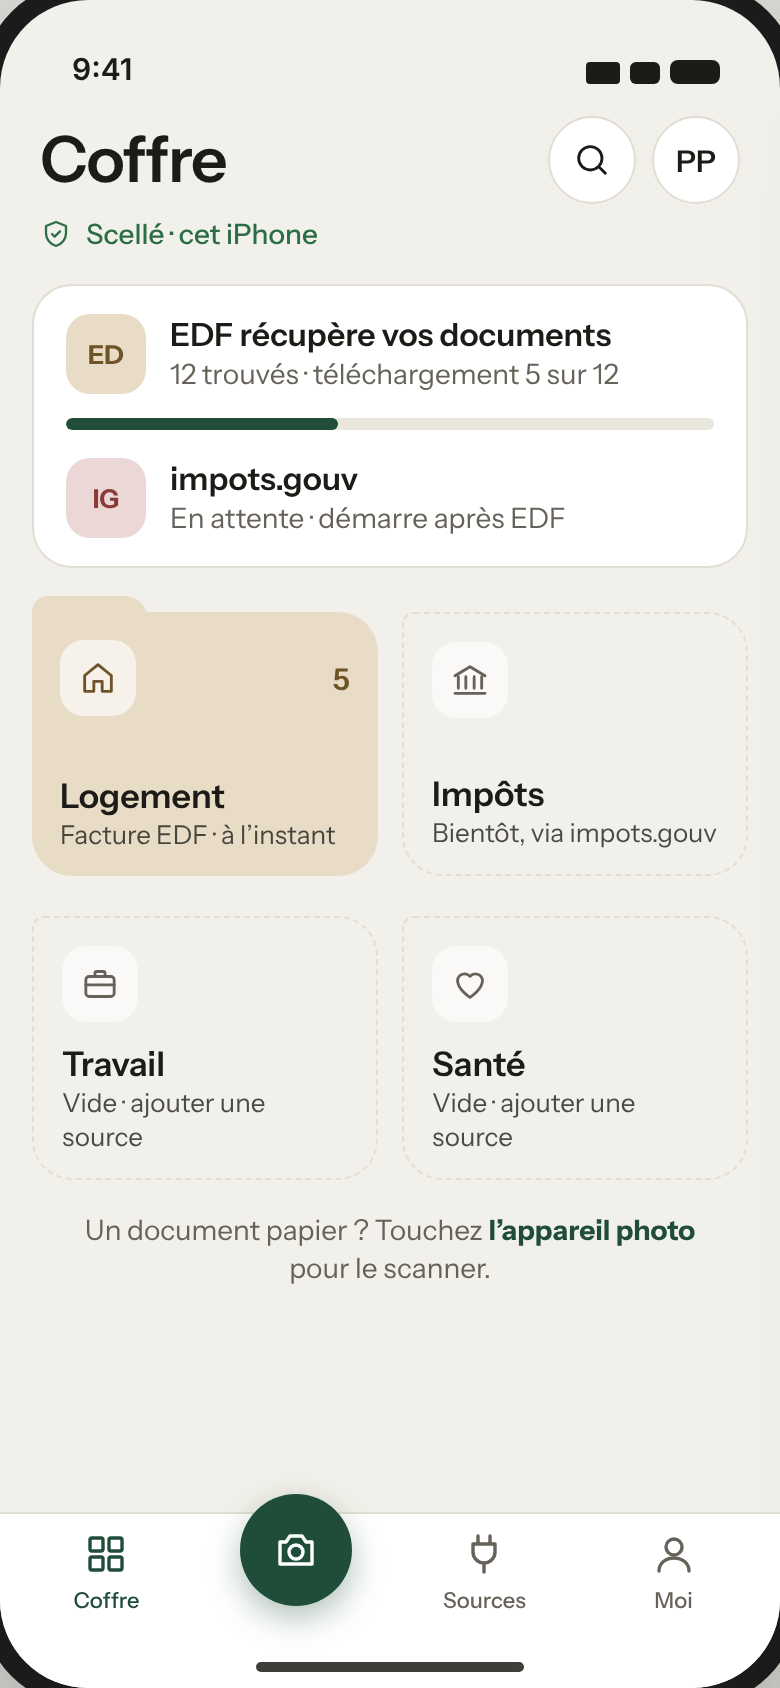 9:41
Coffre
PP
Scellé · cet iPhone
ED
EDF récupère vos documents
12 trouvés · téléchargement 5 sur 12
IG
impots.gouv
En attente · démarre après EDF
5
Logement
Facture EDF · à l’instant
Impôts
Bientôt, via impots.gouv
Travail
Vide · ajouter une
source
Santé
Vide · ajouter une
source
Un document papier ? Touchez l’appareil photo
pour le scanner.
Coffre
Sources
Moi